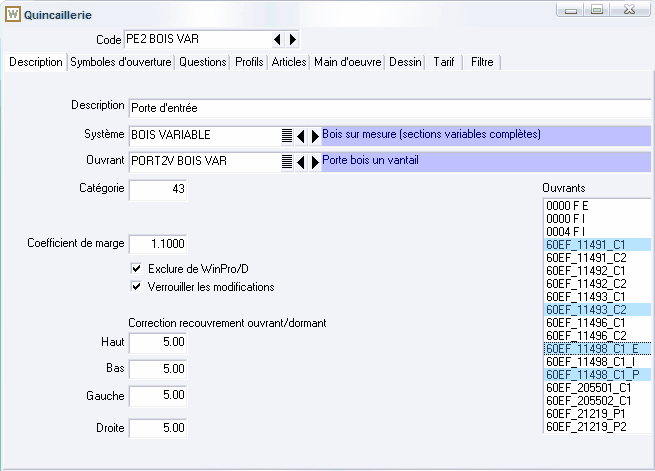 Quincaillerie
Code PE2 BOIS VAR
Description Symboles d'ouverture Questions Profils Articles Main d'oeuvre Dessin Tarif Filtre
Description Porte d'entrée
Système BOIS VARIABLE Bois sur mesure (sections variables complètes)
Ouvrant PORT2V BOIS VAR Porte bois un vantail
Catégorie 43
Coefficient de marge 1.1000
Exclure de WinPro/D
Verrouiller les modifications
Correction recouvrement ouvrant/dormant
Haut 5.00
Bas 5.00
Gauche 5.00
Droite 5.00
Ouvrants
0000 F E
0000 F I
0004 F I
60EF_11491_C1
60EF_11491_C2
60EF_11492_C1
60EF_11492_C2
60EF_11493_C1
60EF_11493_C2
60EF_11496_C1
60EF_11496_C2
60EF_11498_C1_E
60EF_11498_C1_I
60EF_11498_C1_P
60EF_205501_C1
60EF_205502_C1
60EF_21219_P1
60EF_21219_P2